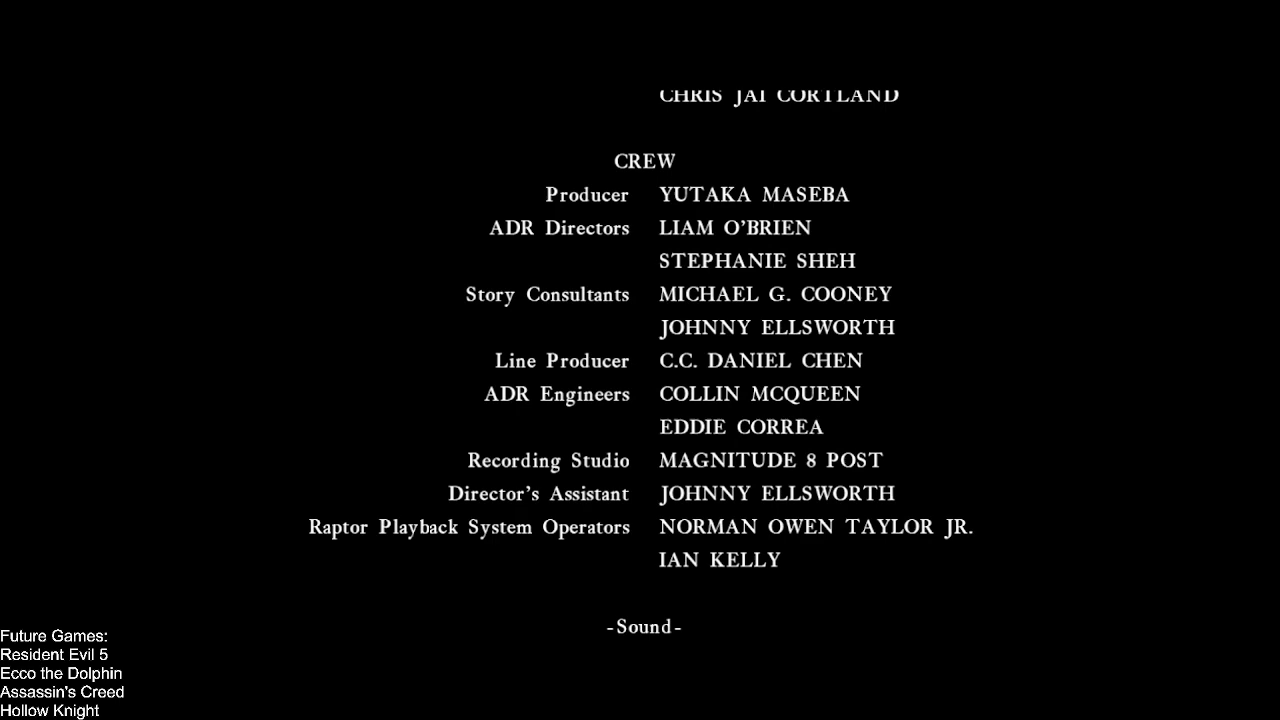 CHRIS JAI CORTLAND
CREW
Producer YUTAKA MASEBA
ADR Directors LIAM O'BRIEN
STEPHANIE SHEH
Story Consultants MICHAEL G. COONEY
JOHNNY ELLSWORTH
Line Producer C.C. DANIEL CHEN
ADR Engineers COLLIN MCQUEEN
EDDIE CORREA
Recording Studio MAGNITUDE 8 POST
Director's Assistant JOHNNY ELLSWORTH
Raptor Playback System Operators NORMAN OWEN TAYLOR JR.
IAN KELLY
-Sound-
Future Games:
Resident Evil 5
Ecco the Dolphin
Assassin's Creed
Hollow Knight